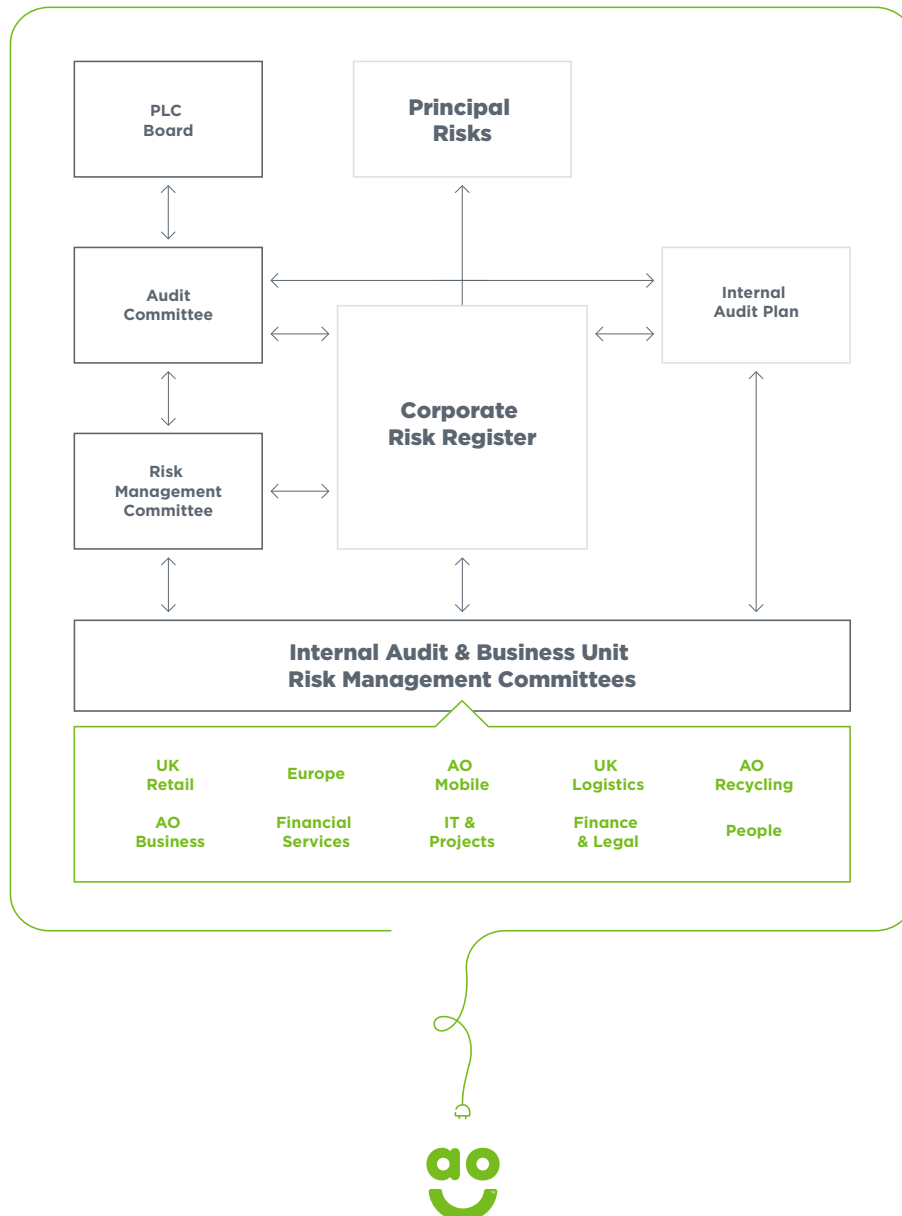 PLC
Board
Principal
Risks
Audit
Committee
Internal
Audit Plan
Corporate
Risk Register
Risk
Management
Committee
Internal Audit & Business Unit
Risk Management Committees
UK
Retail
Europe
AO
Mobile
UK
Logistics
AO
Recycling
AO
Business
Financial
Services
IT &
Projects
Finance
& Legal
People
ao